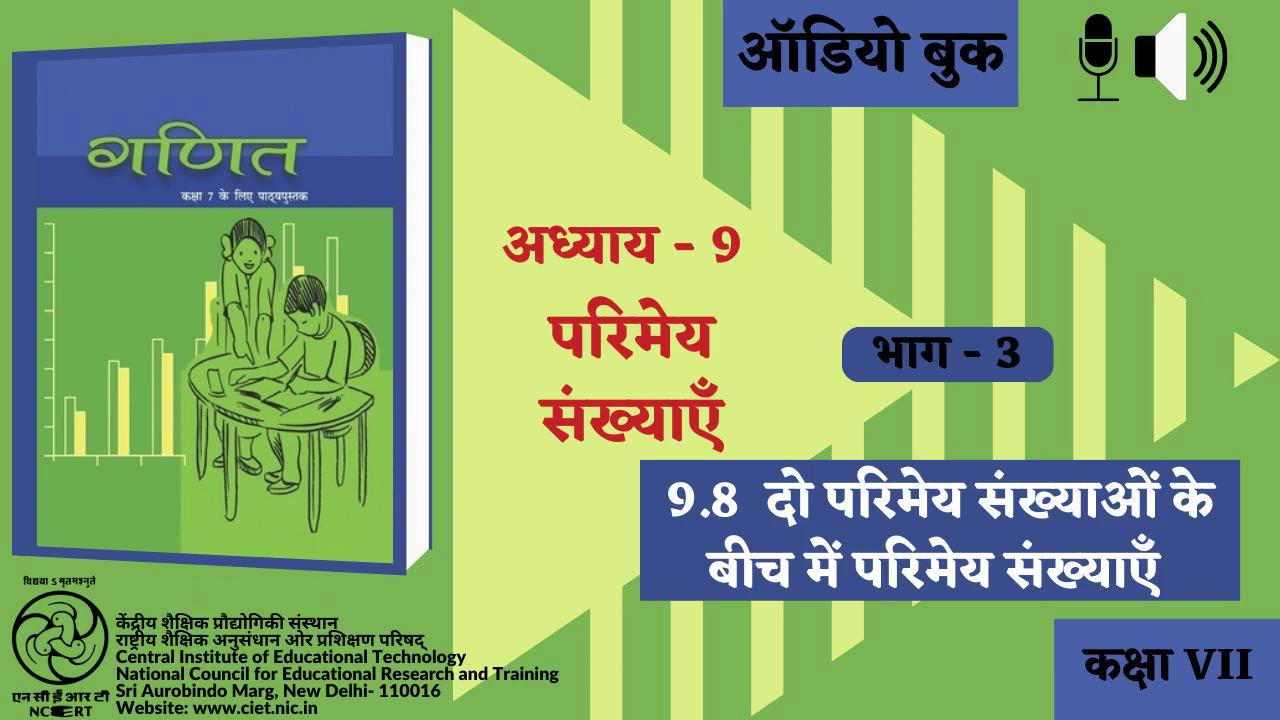 ऑडियो बुक
गणित
कक्षा 7 के लिए पाठ्यपुस्तक
अध्याय - 9
परिमेय
संख्याएँ
भाग - 3
9.8 दो परिमेय संख्याओं के
बीच में परिमेय संख्याएँ
कक्षा VII
विद्यया ऽ मृतमश्नुते
एन सी ई आर टी
NCERT
केंद्रीय शैक्षिक प्रौद्योगिकी संस्थान
राष्ट्रीय शैक्षिक अनुसंधान ओर प्रशिक्षण परिषद्
Central Institute of Educational Technology
National Council for Educational Research and Training
Sri Aurobindo Marg, New Delhi- 110016
Website: www.ciet.nic.in